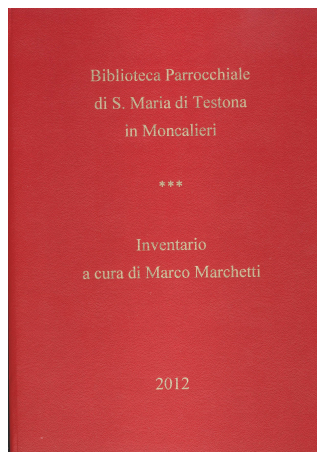 Biblioteca Parrocchiale
di S. Maria di Testona
in Moncalieri
***
Inventario
a cura di Marco Marchetti
2012